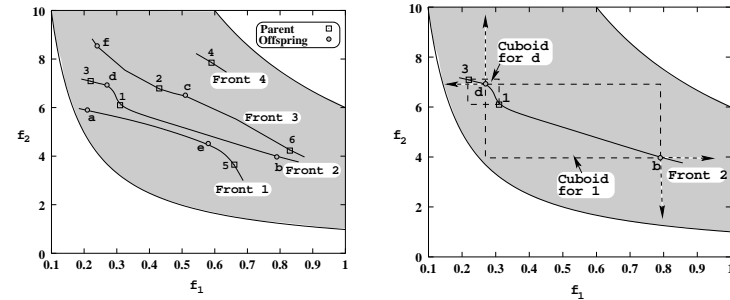 Parent
Offspring
10
8
6
4
2
0
f2
f
3
d
2
c
4
Front 4
a
1
Front 3
e
6
b
5
Front 1
Front 2
0.1
0.2
0.3
0.4
0.5
0.6
0.7
0.8
0.9
1
f1
10
8
6
4
2
0
f2
Cuboid
for d
3
d
1
b
Front 2
Cuboid
for 1
0.1
0.2
0.3
0.4
0.5
0.6
0.7
0.8
0.9
1
f1